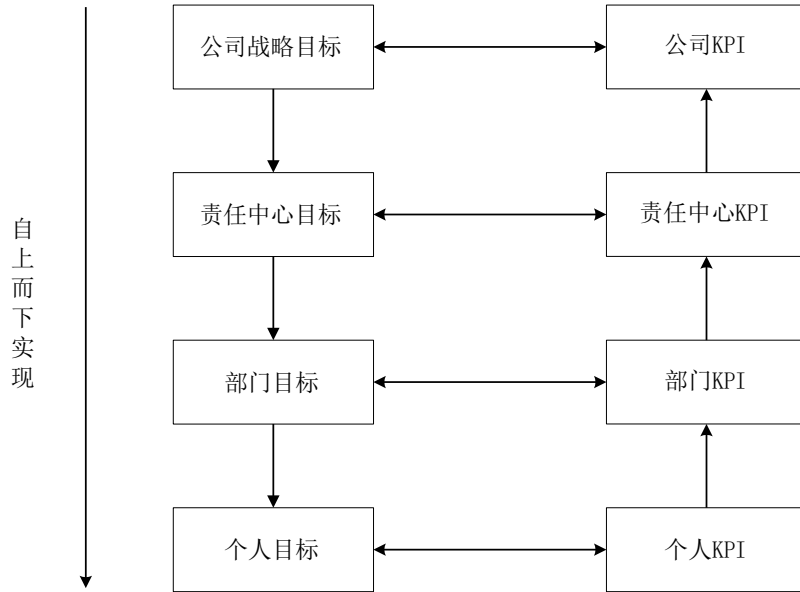 公司战略目标
公司KPI
责任中心目标
责任中心KPI
自上而下实现
部门目标
部门KPI
个人目标
个人KPI